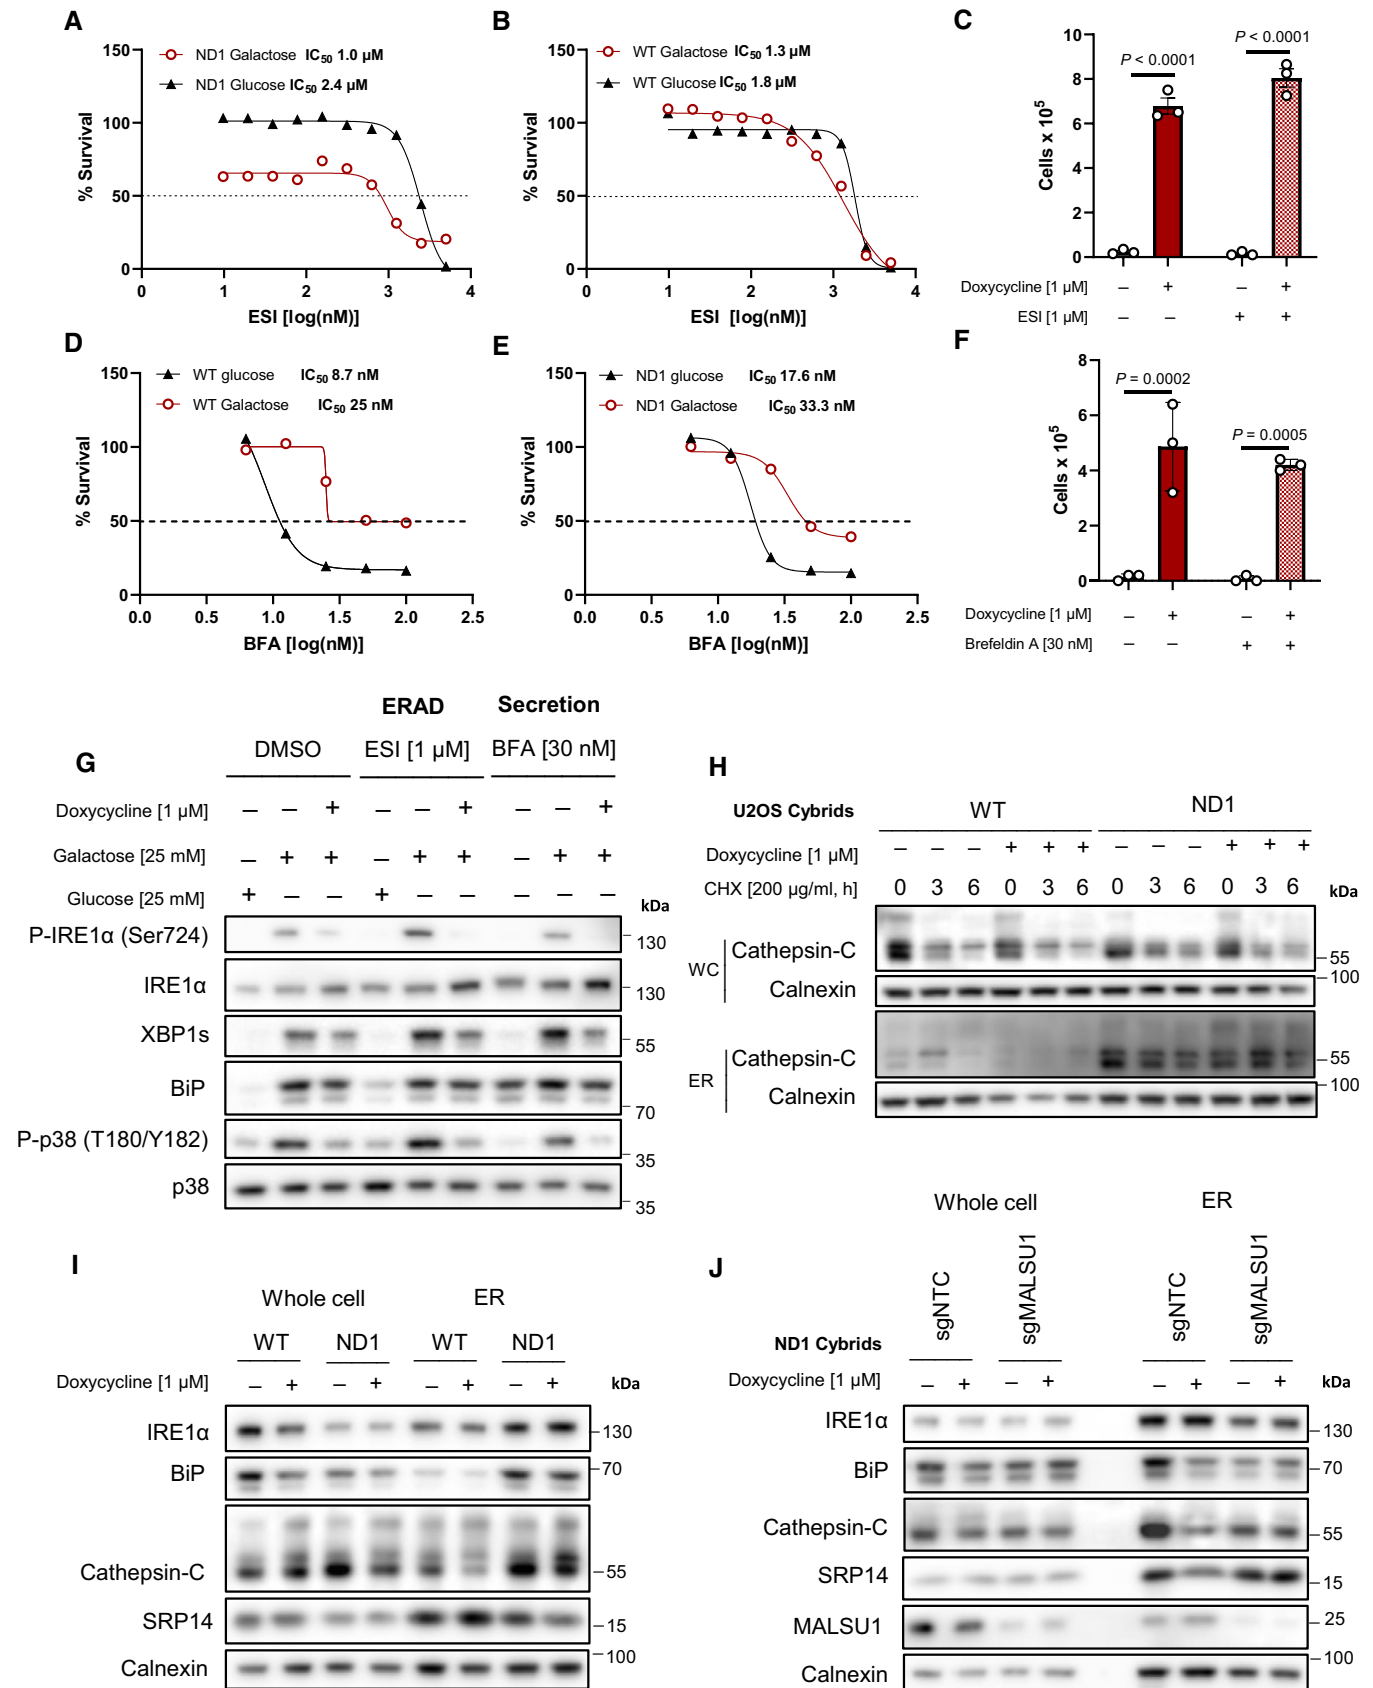 A
150
100
50
0
% Survival
ND1 Galactose IC50 1.0 µM
ND1 Glucose IC50 2.4 µM
0 1 2 3 4
ESI [log(nM)]
B
150
100
50
0
% Survival
WT Galactose IC50 1.3 µM
WT Glucose IC50 1.8 µM
0 1 2 3 4
ESI [log(nM)]
C
10
8
6
4
2
0
Cells x 10^5
P < 0.0001
P < 0.0001
Doxycycline [1 µM] – + – +
ESI [1 µM] – – + +
D
150
100
50
0
% Survival
WT glucose IC50 8.7 nM
WT Galactose IC50 25 nM
0.0 0.5 1.0 1.5 2.0 2.5
BFA [log(nM)]
E
150
100
50
0
% Survival
ND1 glucose IC50 17.6 nM
ND1 Galactose IC50 33.3 nM
0.0 0.5 1.0 1.5 2.0 2.5
BFA [log(nM)]
F
8
6
4
2
0
Cells x 10^5
P = 0.0002
P = 0.0005
Doxycycline [1 µM] – + – +
Brefeldin A [30 nM] – – + +
G
ERAD Secretion
DMSO ESI [1 µM] BFA [30 nM]
Doxycycline [1 µM] – – + – – + – – +
Galactose [25 mM] – + + – + + – + +
Glucose [25 mM] + – – + – – – – –
kDa
P-IRE1α (Ser724) 130
IRE1α 130
XBP1s 55
BiP 70
P-p38 (T180/Y182) 35
p38 35
H
U2OS Cybrids WT ND1
Doxycycline [1 µM] – – – + + + – – – + + +
CHX [200 µg/ml, h] 0 3 6 0 3 6 0 3 6 0 3 6 kDa
WC
Cathepsin-C 55
Calnexin 100
ER
Cathepsin-C 55
Calnexin 100
I
Whole cell ER
WT ND1 WT ND1
Doxycycline [1 µM] – + – + – + – + kDa
IRE1α 130
BiP 70
Cathepsin-C 55
SRP14 15
Calnexin 100
J
Whole cell ER
ND1 Cybrids sgNTC sgMALSU1 sgNTC sgMALSU1
Doxycycline [1 µM] – + – + – + – + kDa
IRE1α 130
BiP 70
Cathepsin-C 55
SRP14 15
MALSU1 25
Calnexin 100